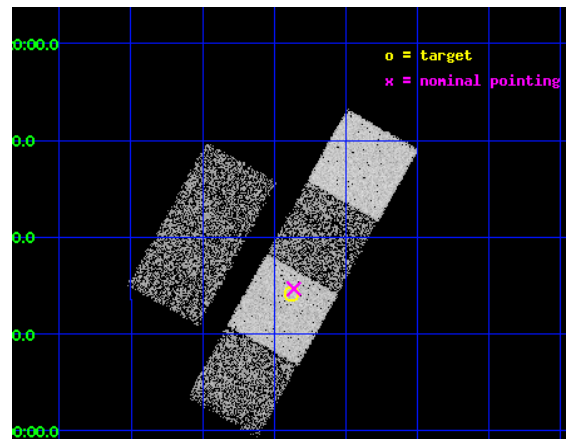 0:00.0
o = target
x = nominal pointing
0.0
0.0
0.0
0:00.0